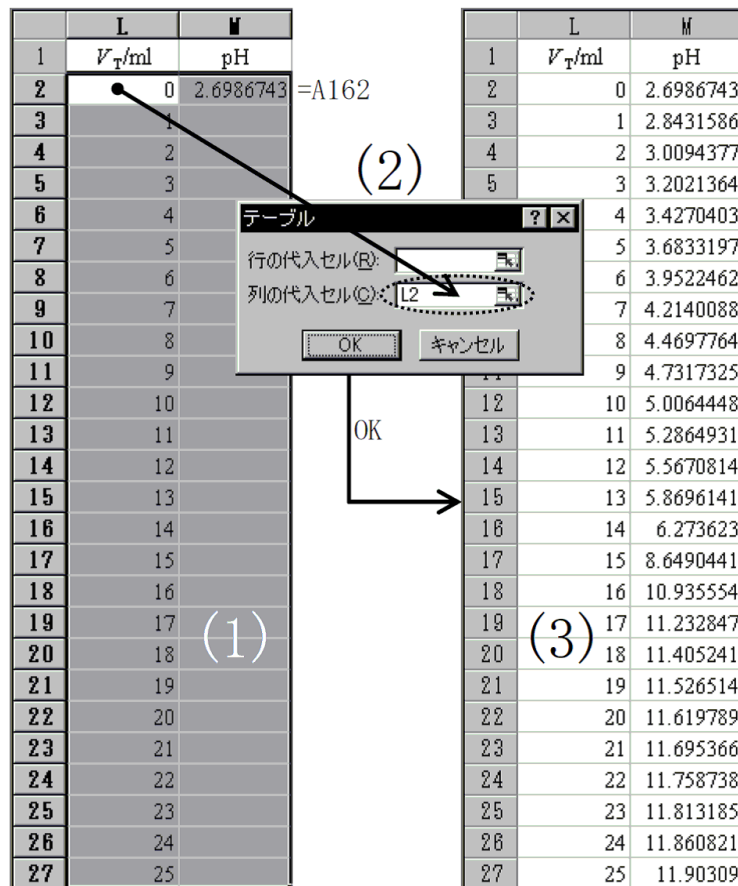 L M
1 VT/ml pH
2 0 2.6986743 =A162
3 1
4 2
5 3
6 4
7 5
8 6
9 7
10 8
11 9
12 10
13 11
14 12
15 13
16 14
17 15
18 16
19 17
20 18
21 19
22 20
23 21
24 22
25 23
26 24
27 25
(1)
(2)
テーブル
行の代入セル(R):
列の代入セル(C): L2
OK キャンセル
OK
L M
1 VT/ml pH
2 0 2.6986743
3 1 2.8431586
4 2 3.0094377
5 3 3.2021364
6 4 3.4270403
7 5 3.6833197
8 6 3.9522462
9 7 4.2140088
10 8 4.4697764
11 9 4.7317325
12 10 5.0064448
13 11 5.2864931
14 12 5.5670814
15 13 5.8696141
16 14 6.273623
17 15 8.6490441
18 16 10.935554
19 17 11.232847
20 18 11.405241
21 19 11.526514
22 20 11.619789
23 21 11.695366
24 22 11.758738
25 23 11.813185
26 24 11.860821
27 25 11.90309
(3)